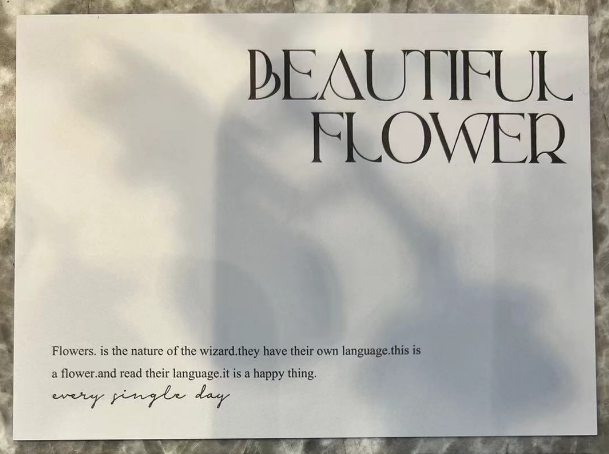 BEAUTIFUL
FLOWER
Flowers. is the nature of the wizard.they have their own language.this is
a flower.and read their language.it is a happy thing.
every single day